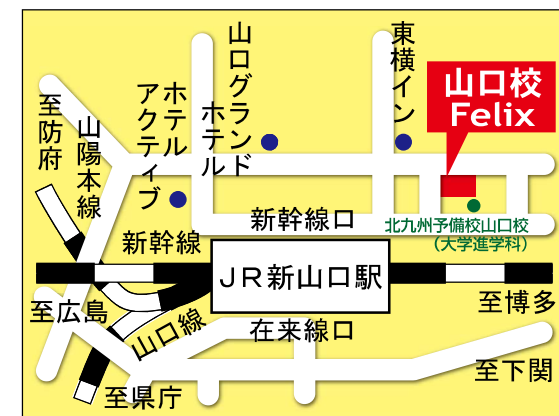 山口校
Felix
東横イン
山口グランド
ホテル
ホテル
アクティブ
至防府
山陽本線
新幹線口
北九州予備校山口校
（大学進学科）
新幹線
JR新山口駅
至広島
山口線
在来線口
至博多
至下関
至県庁